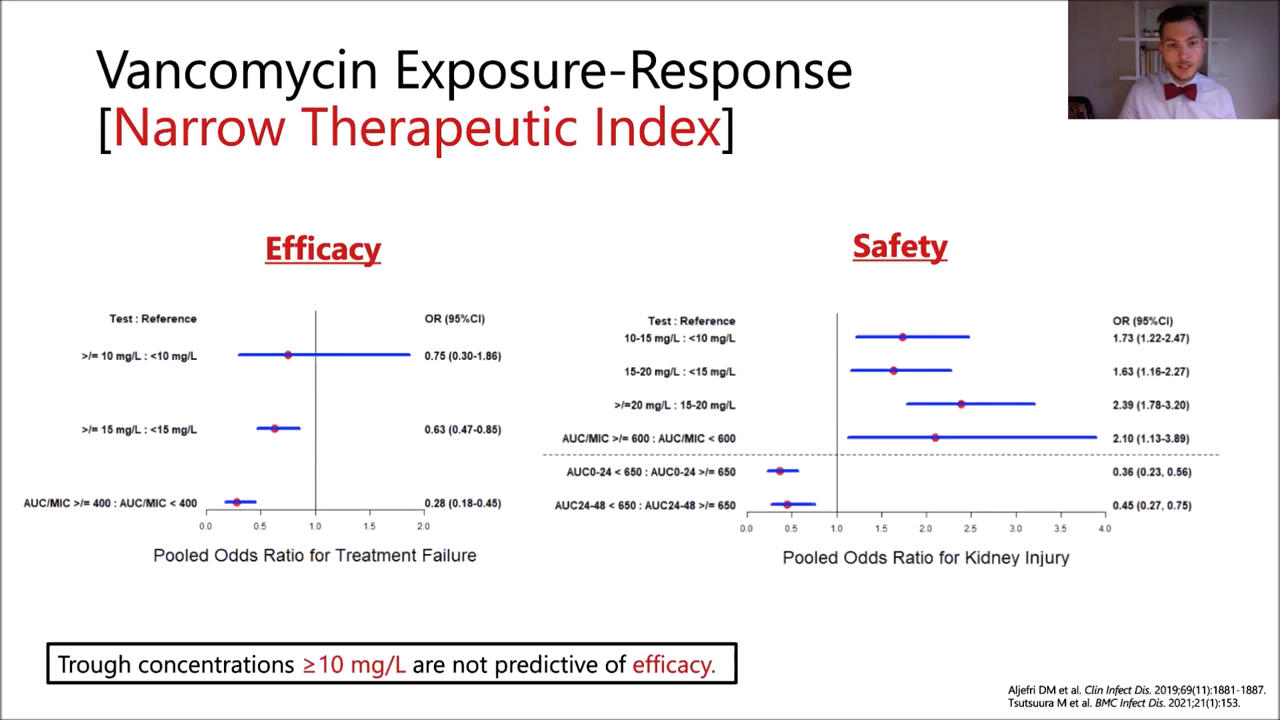 Vancomycin Exposure-Response
[Narrow Therapeutic Index]
Efficacy
Test : Reference OR (95%CI)
>/= 10 mg/L : <10 mg/L 0.75 (0.30-1.86)
>/= 15 mg/L : <15 mg/L 0.63 (0.47-0.85)
AUC/MIC >/= 400 : AUC/MIC < 400 0.28 (0.18-0.45)
0.0 0.5 1.0 1.5 2.0
Pooled Odds Ratio for Treatment Failure
Safety
Test : Reference OR (95%CI)
10-15 mg/L : <10 mg/L 1.73 (1.22-2.47)
15-20 mg/L : <15 mg/L 1.63 (1.16-2.27)
>/=20 mg/L : 15-20 mg/L 2.39 (1.78-3.20)
AUC/MIC >/= 600 : AUC/MIC < 600 2.10 (1.13-3.89)
AUC0-24 < 650 : AUC0-24 >/= 650 0.36 (0.23, 0.56)
AUC24-48 < 650 : AUC24-48 >/= 650 0.45 (0.27, 0.75)
0.0 0.5 1.0 1.5 2.0 2.5 3.0 3.5 4.0
Pooled Odds Ratio for Kidney Injury
Trough concentrations ≥10 mg/L are not predictive of efficacy.
Aljefri DM et al. Clin Infect Dis. 2019;69(11):1881-1887.
Tsutsuura M et al. BMC Infect Dis. 2021;21(1):153.